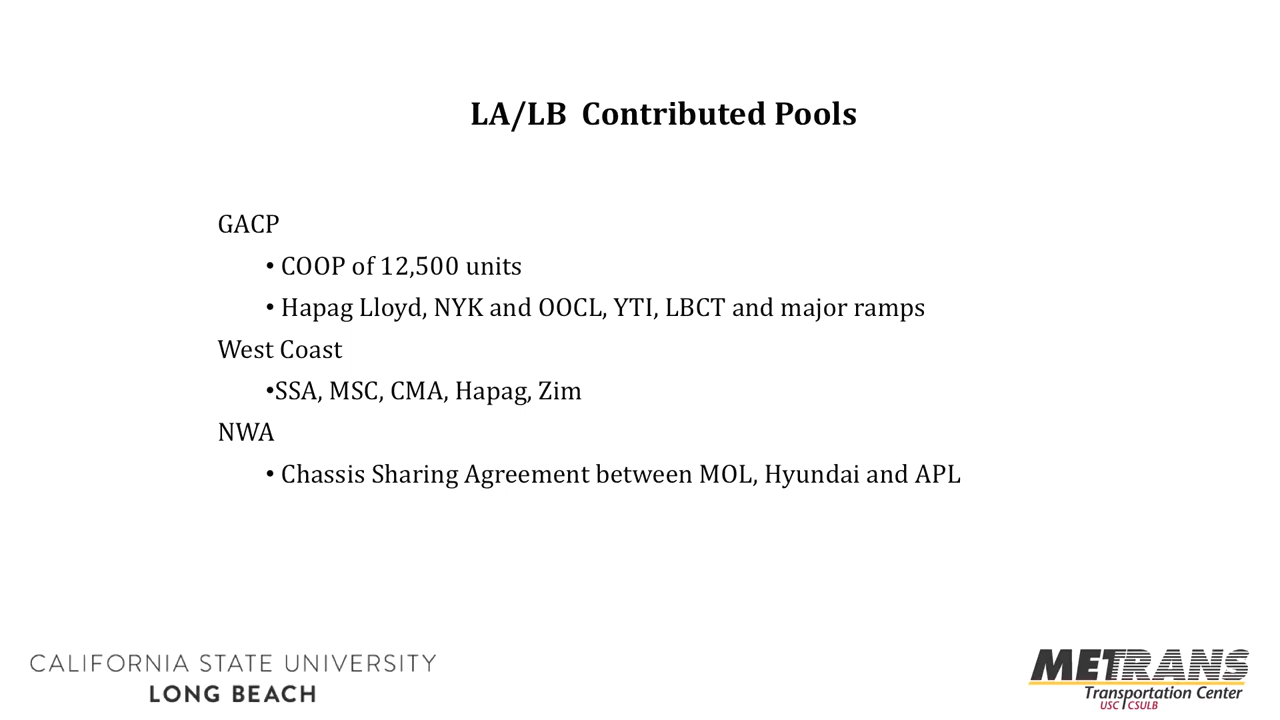 LA/LB  Contributed Pools
GACP
• COOP of 12,500 units
• Hapag Lloyd, NYK and OOCL, YTI, LBCT and major ramps
West Coast
•SSA, MSC, CMA, Hapag, Zim
NWA
• Chassis Sharing Agreement between MOL, Hyundai and APL
CALIFORNIA STATE UNIVERSITY
LONG BEACH
METRANS
Transportation Center
USC CSULB